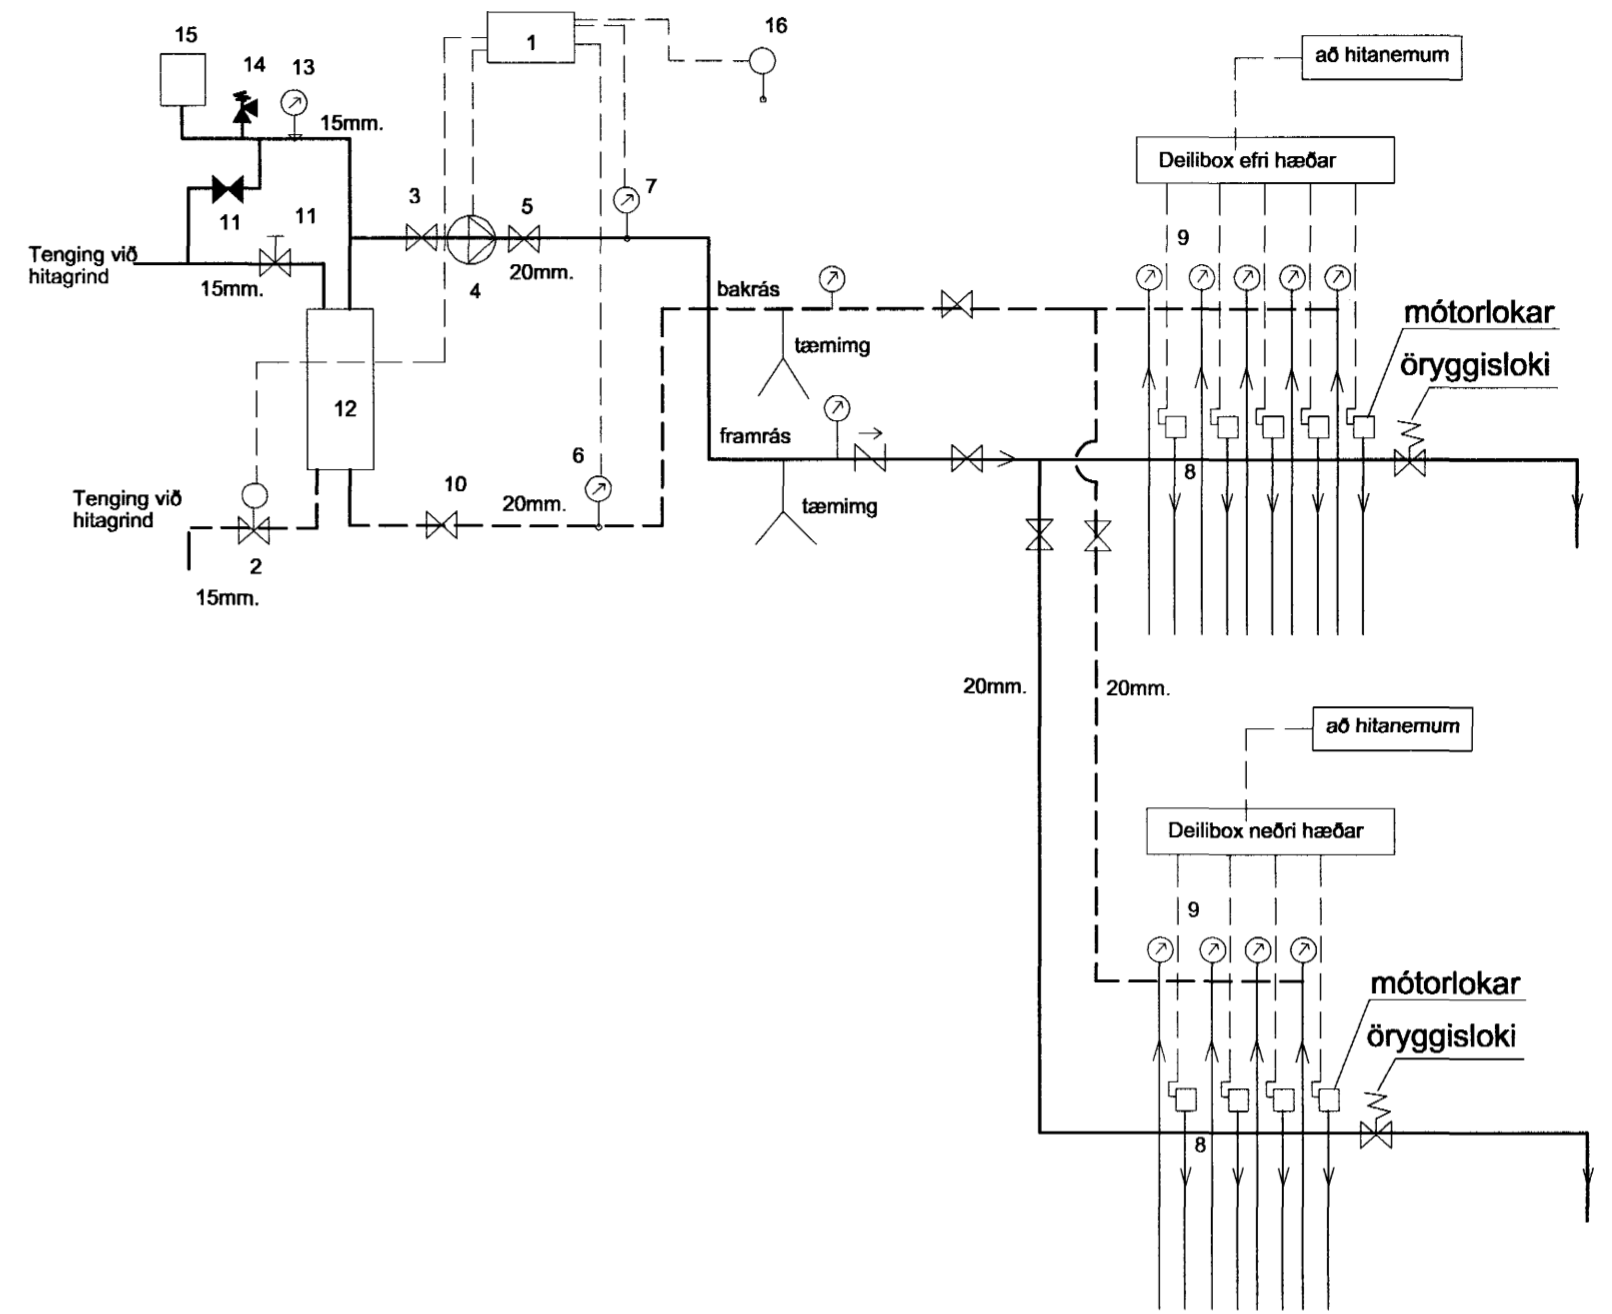 15
14
13
15mm.
1
16
að hitanemum
Deilibox efri hæðar
3
5
7
11
11
Tenging við
hitagrind
15mm.
4
20mm.
9
bakrás
tæmimg
mótorlokar
öryggisloki
12
framrás
6
8
10
20mm.
tæmimg
Tenging við
hitagrind
2
15mm.
20mm.
20mm.
að hitanemum
Deilibox neðri hæðar
9
mótorlokar
öryggisloki
8